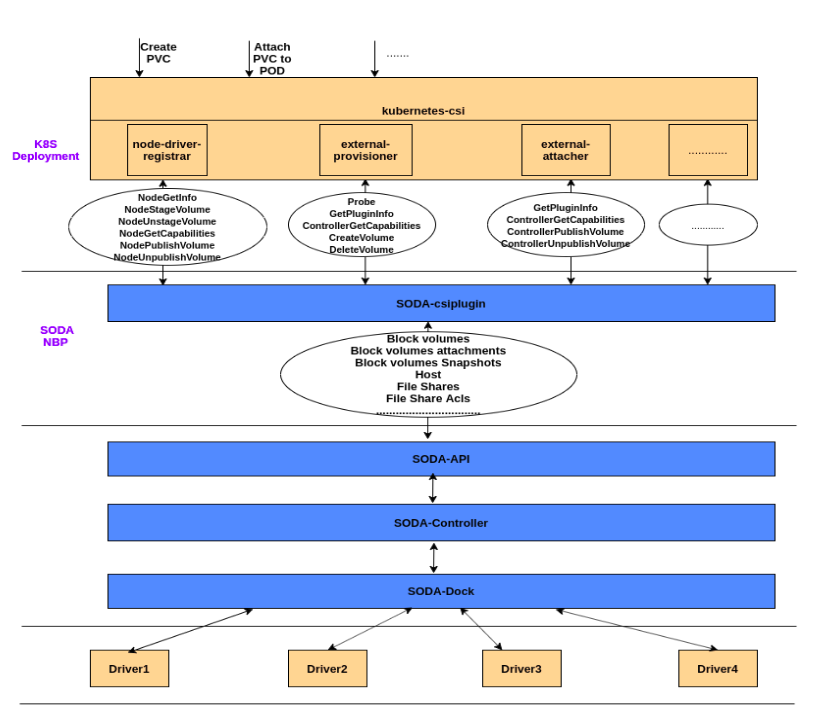 Create
PVC
Attach
PVC to
POD
.......
kubernetes-csi
K8S
Deployment
node-driver-
registrar
external-
provisioner
external-
attacher
............
NodeGetInfo
NodeStageVolume
NodeUnstageVolume
NodeGetCapabilities
NodePublishVolume
NodeUnpublishVolume
Probe
GetPluginInfo
ControllerGetCapabilities
CreateVolume
DeleteVolume
GetPluginInfo
ControllerGetCapabilities
ControllerPublishVolume
ControllerUnpublishVolume
............
SODA-csiplugin
SODA
NBP
Block volumes
Block volumes attachments
Block volumes Snapshots
Host
File Shares
File Share Acls
................................
SODA-API
SODA-Controller
SODA-Dock
Driver1
Driver2
Driver3
Driver4